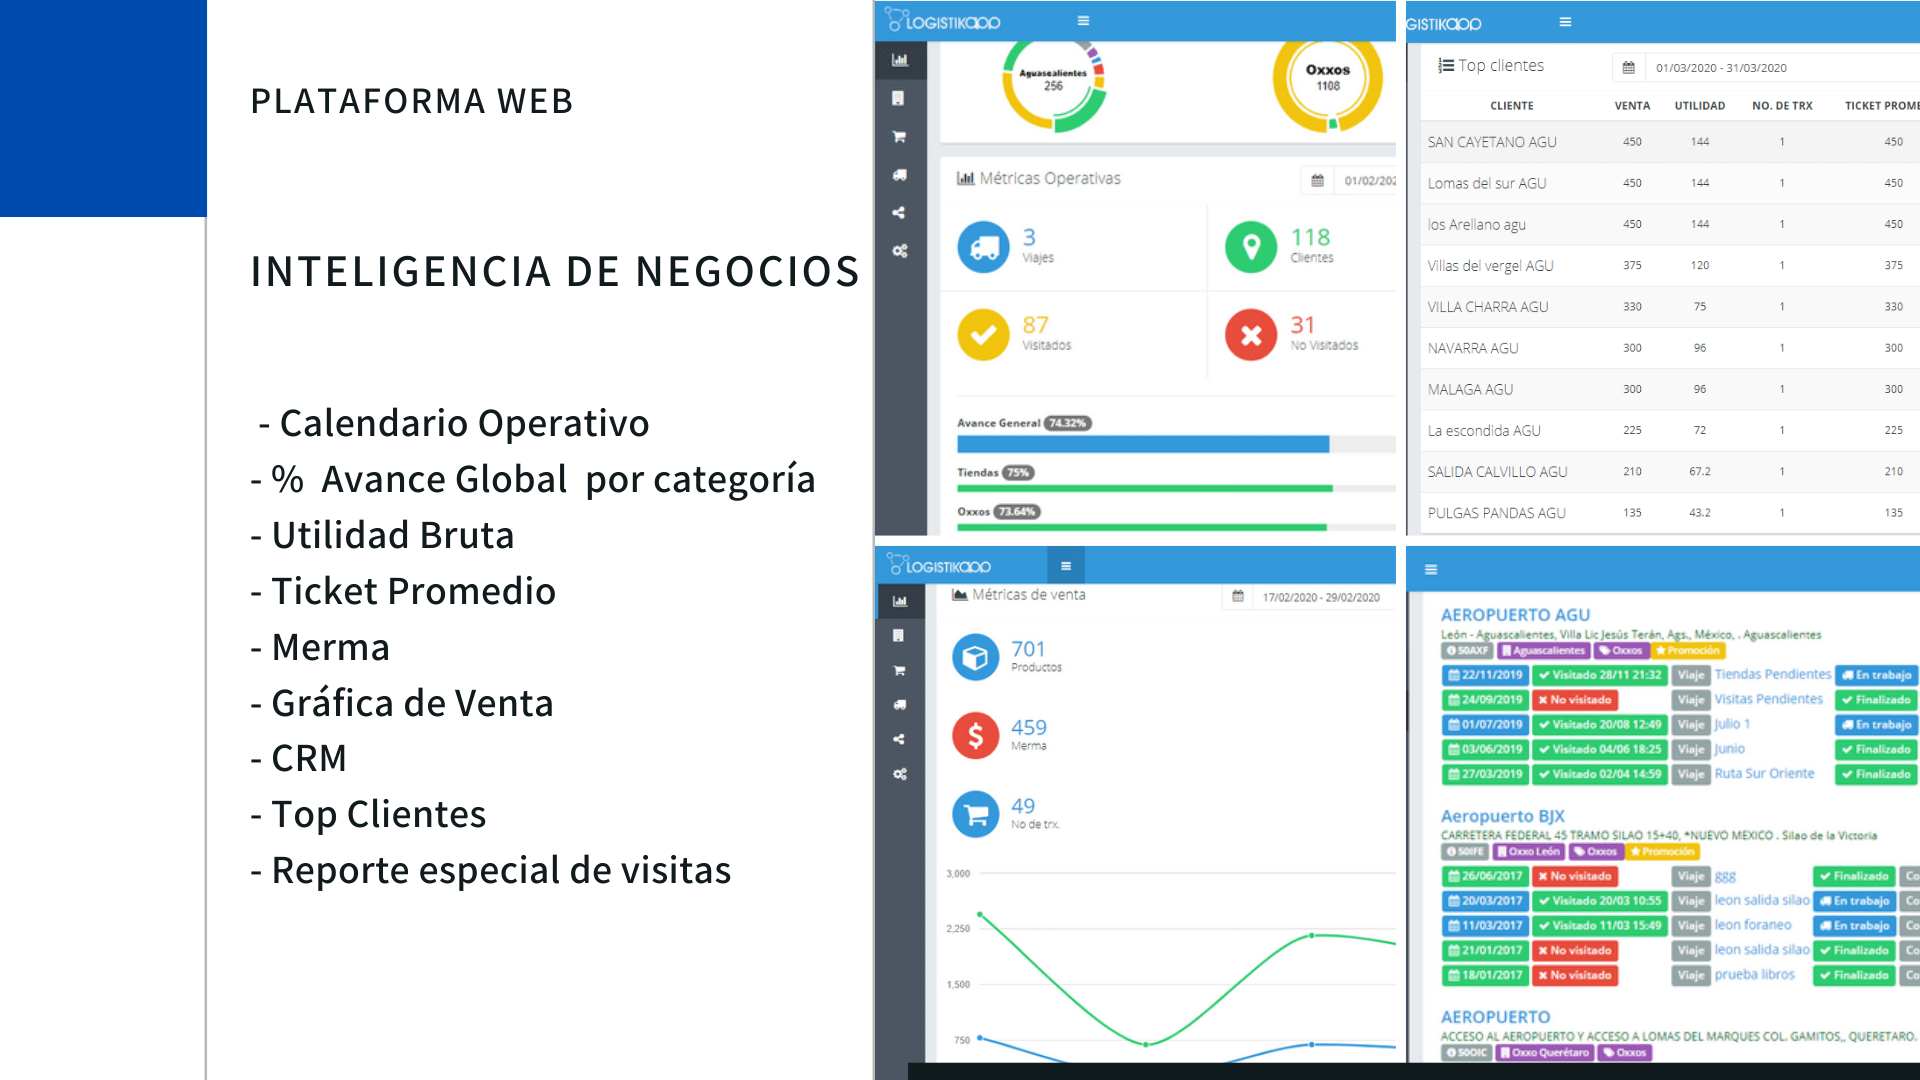 PLATAFORMA WEB
INTELIGENCIA DE NEGOCIOS
- Calendario Operativo
- % Avance Global por categoría
- Utilidad Bruta
- Ticket Promedio
- Merma
- Gráfica de Venta
- CRM
- Top Clientes
- Reporte especial de visitas
LOGISTIKAPP
Aguascalientes
256
Oxxos
1108
Métricas Operativas
01/02/202
3
Viajes
118
Clientes
87
Visitados
31
No Visitados
Avance General 74.32%
Tiendas 75%
Oxxos 73.64%
GISTIKAPP
Top clientes 01/03/2020 - 31/03/2020
CLIENTE VENTA UTILIDAD NO. DE TRX TICKET PROME
SAN CAYETANO AGU 450 144 1 450
Lomas del sur AGU 450 144 1 450
los Arellano agu 450 144 1 450
Villas del vergel AGU 375 120 1 375
VILLA CHARRA AGU 330 75 1 330
NAVARRA AGU 300 96 1 300
MALAGA AGU 300 96 1 300
La escondida AGU 225 72 1 225
SALIDA CALVILLO AGU 210 67.2 1 210
PULGAS PANDAS AGU 135 43.2 1 135
LOGISTIKAPP
Métricas de venta 17/02/2020 - 29/02/2020
701
Productos
459
Merma
49
No de trx.
3,000
2,250
1,500
750
AEROPUERTO AGU
León - Aguascalientes, Villa Lic Jesús Terán, Ags., México, . Aguascalientes
50AXF Aguascalientes Oxxos Promoción
22/11/2019 Visitado 28/11 21:32 Viaje Tiendas Pendientes En trabajo
24/09/2019 No visitado Viaje Visitas Pendientes Finalizado
01/07/2019 Visitado 20/08 12:49 Viaje Julio 1 En trabajo
03/06/2019 Visitado 04/06 18:25 Viaje Junio Finalizado
27/03/2019 Visitado 02/04 14:59 Viaje Ruta Sur Oriente Finalizado
Aeropuerto BJX
CARRETERA FEDERAL 45 TRAMO SILAO 15+40, *NUEVO MEXICO . Silao de la Victoria
50IFE Oxxo León Oxxos Promoción
26/06/2017 No visitado Viaje ggg Finalizado Co
20/03/2017 Visitado 20/03 10:55 Viaje leon salida silao En trabajo Co
11/03/2017 Visitado 11/03 15:49 Viaje leon foraneo En trabajo Co
21/01/2017 No visitado Viaje leon salida silao Finalizado Co
18/01/2017 No visitado Viaje prueba libros Finalizado Co
AEROPUERTO
ACCESO AL AEROPUERTO Y ACCESO A LOMAS DEL MARQUES COL. GAMITOS,, QUERETARO.
50OIC Oxxo Querétaro Oxxos